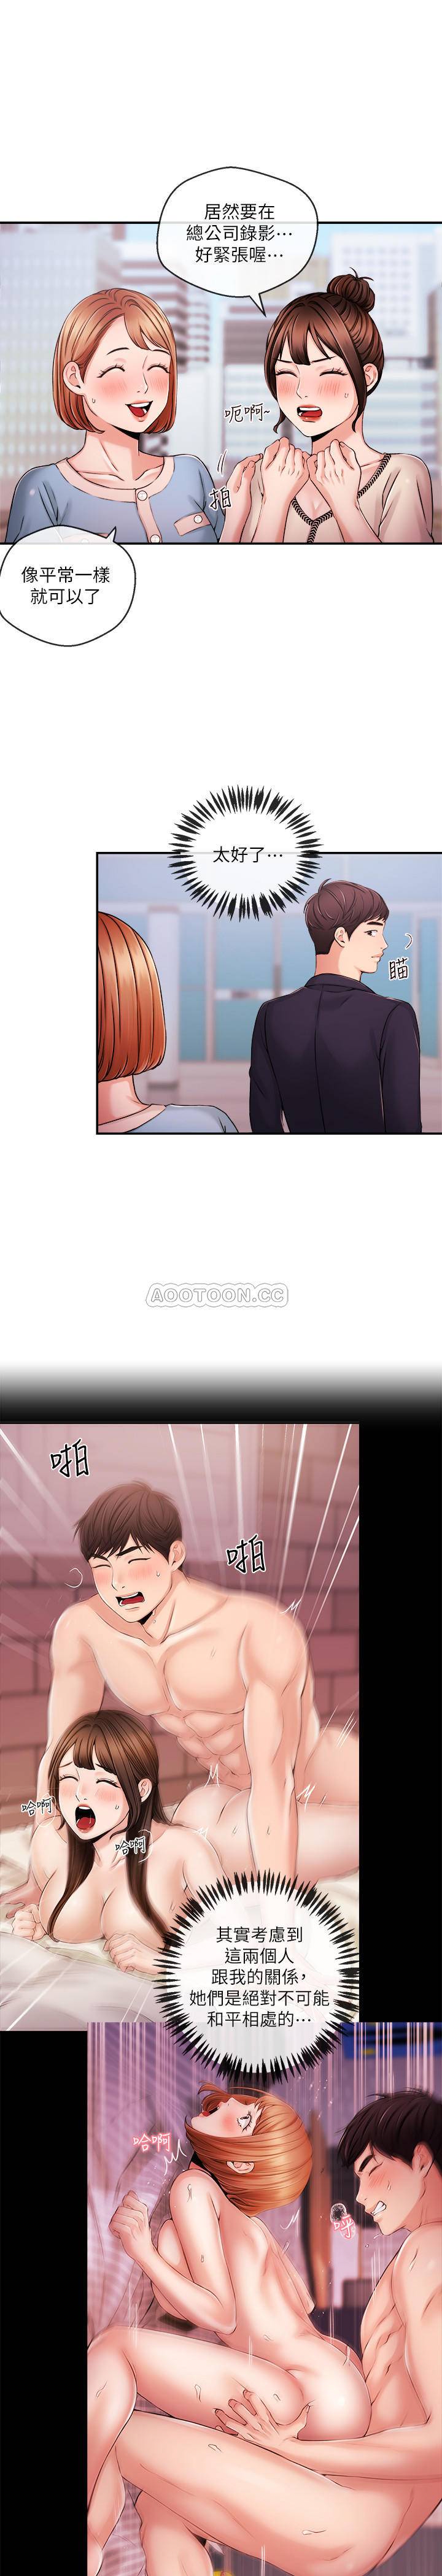 居然要在
總公司錄影…
好緊張喔…
呃啊~
拍
像平常一樣
就可以了
太好了…
瞄
AOOTOON.CC
啪
啪
哈啊
哈啊
其實考慮到
這兩個人
跟我的關係，
她們是絕對不可能
和平相處的…
哈啊
呼